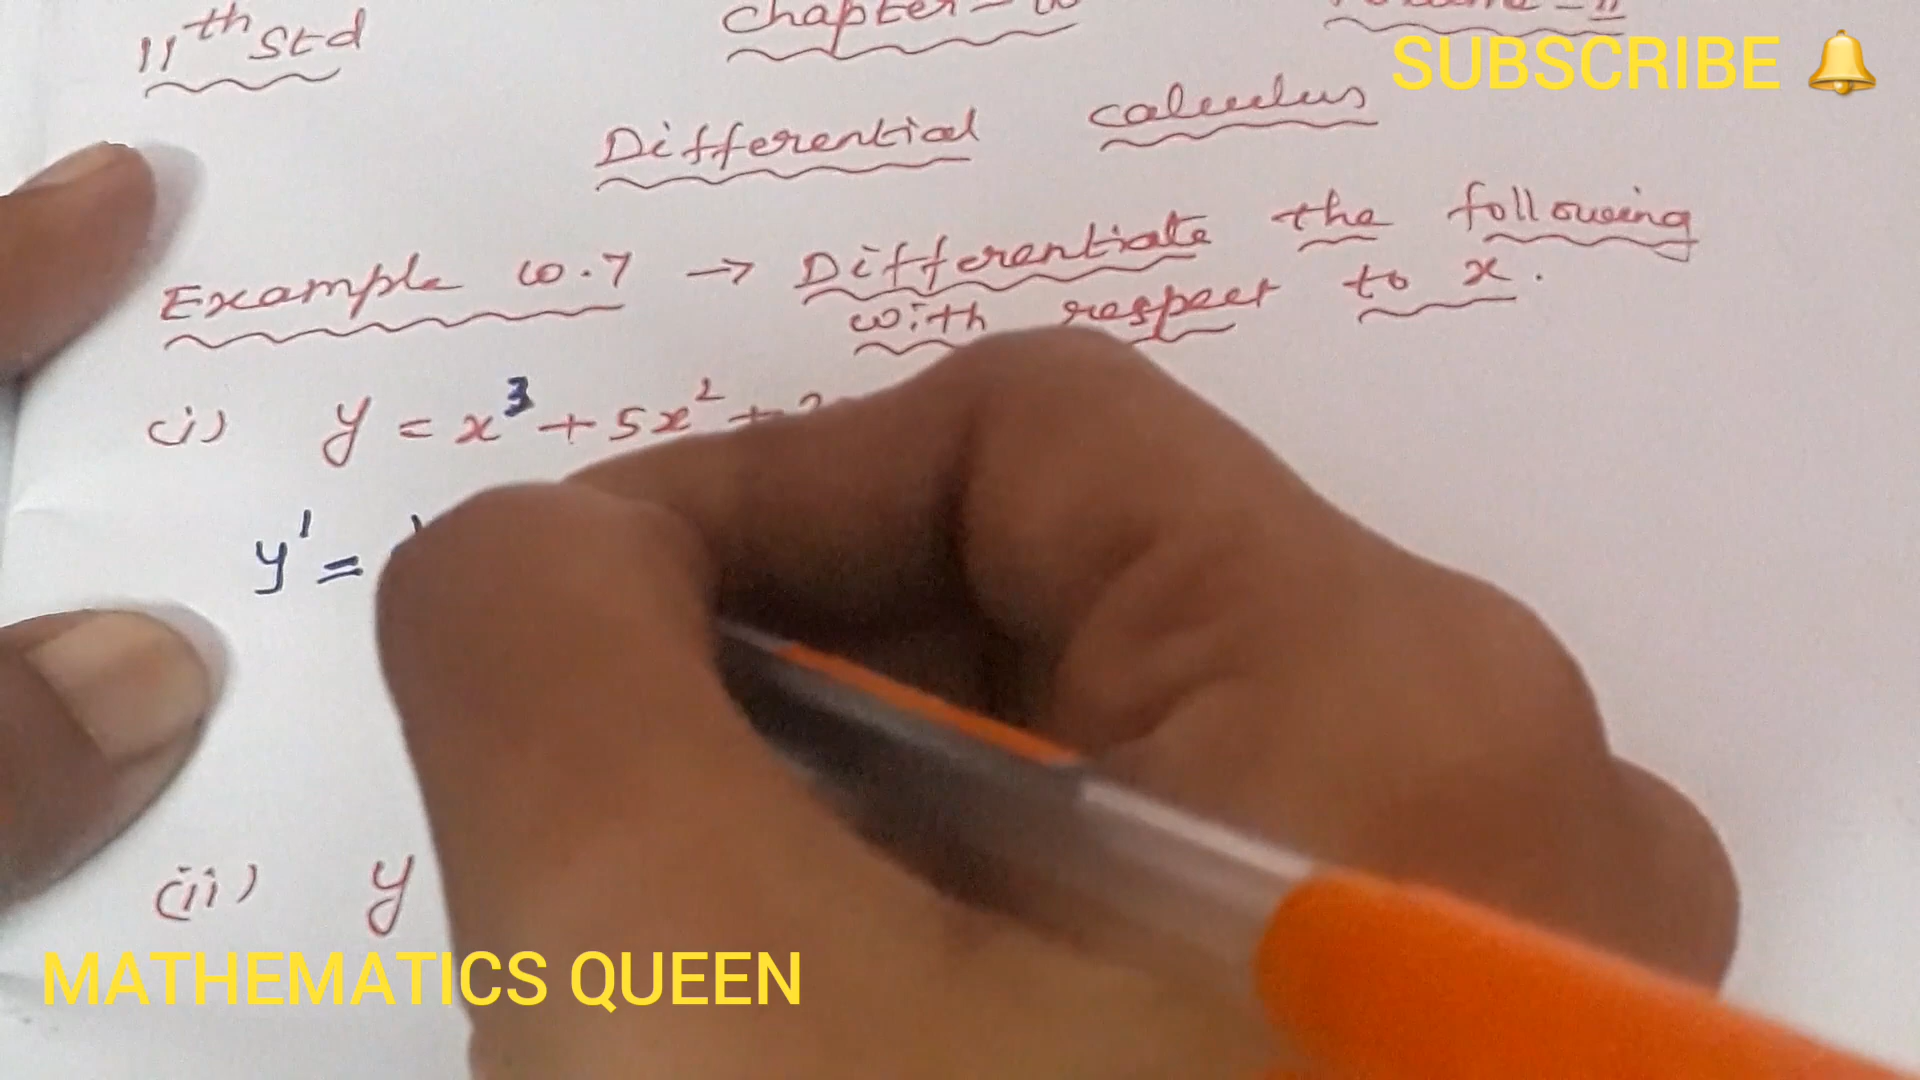 11th Std Chapter-10
SUBSCRIBE 🔔
Differential calculus
Example 10.7 → Differentiate the following
with respect to x.
(i) y = x³ + 5x² +
y' =
(ii) y
MATHEMATICS QUEEN